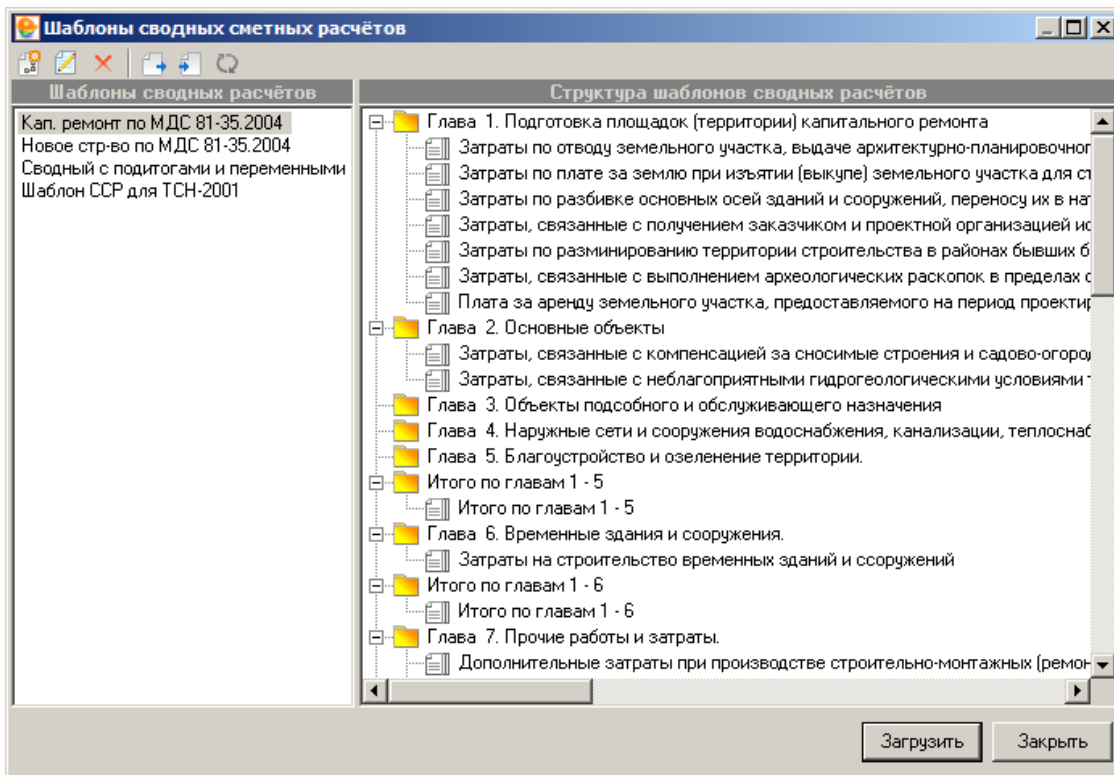 Шаблоны сводных сметных расчётов
Шаблоны сводных расчётов
Структура шаблонов сводных расчётов
Кап. ремонт по МДС 81-35.2004
Новое стр-во по МДС 81-35.2004
Сводный с подитогами и переменными
Шаблон ССР для ТСН-2001
Глава 1. Подготовка площадок (территории) капитального ремонта
Затраты по отводу земельного участка, выдаче архитектурно-планировочног
Затраты по плате за землю при изъятии (выкупе) земельного участка для ст
Затраты по разбивке основных осей зданий и сооружений, переносу их в нат
Затраты, связанные с получением заказчиком и проектной организацией ис
Затраты по разминированию территории строительства в районах бывших б
Затраты, связанные с выполнением археологических раскопок в пределах с
Плата за аренду земельного участка, предоставляемого на период проектир
Глава 2. Основные объекты
Затраты, связанные с компенсацией за сносимые строения и садово-огород
Затраты, связанные с неблагоприятными гидрогеологическими условиями т
Глава 3. Объекты подсобного и обслуживающего назначения
Глава 4. Наружные сети и сооружения водоснабжения, канализации, теплоснаб
Глава 5. Благоустройство и озеленение территории.
Итого по главам 1 - 5
Итого по главам 1 - 5
Глава 6. Временные здания и сооружения.
Затраты на строительство временных зданий и ссоружений
Итого по главам 1 - 6
Итого по главам 1 - 6
Глава 7. Прочие работы и затраты.
Дополнительные затраты при производстве строительно-монтажных (ремон
Загрузить
Закрыть